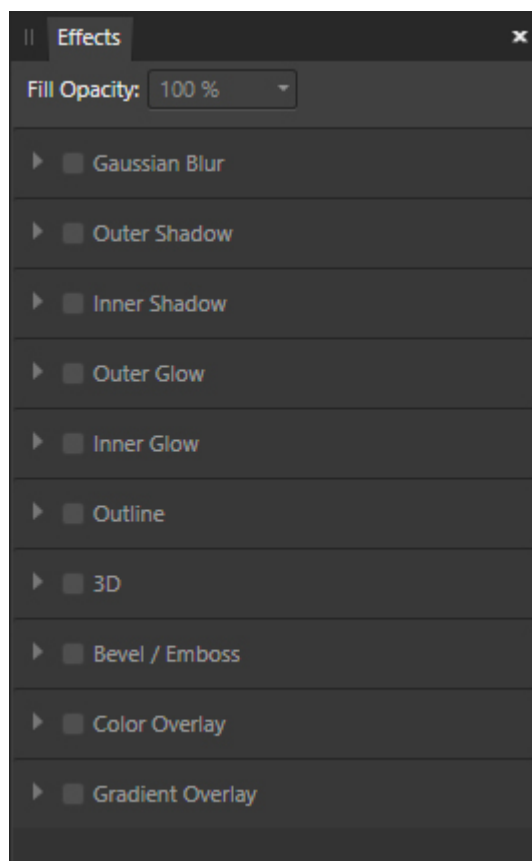 Effects
Fill Opacity: 100 %
Gaussian Blur
Outer Shadow
Inner Shadow
Outer Glow
Inner Glow
Outline
3D
Bevel / Emboss
Color Overlay
Gradient Overlay